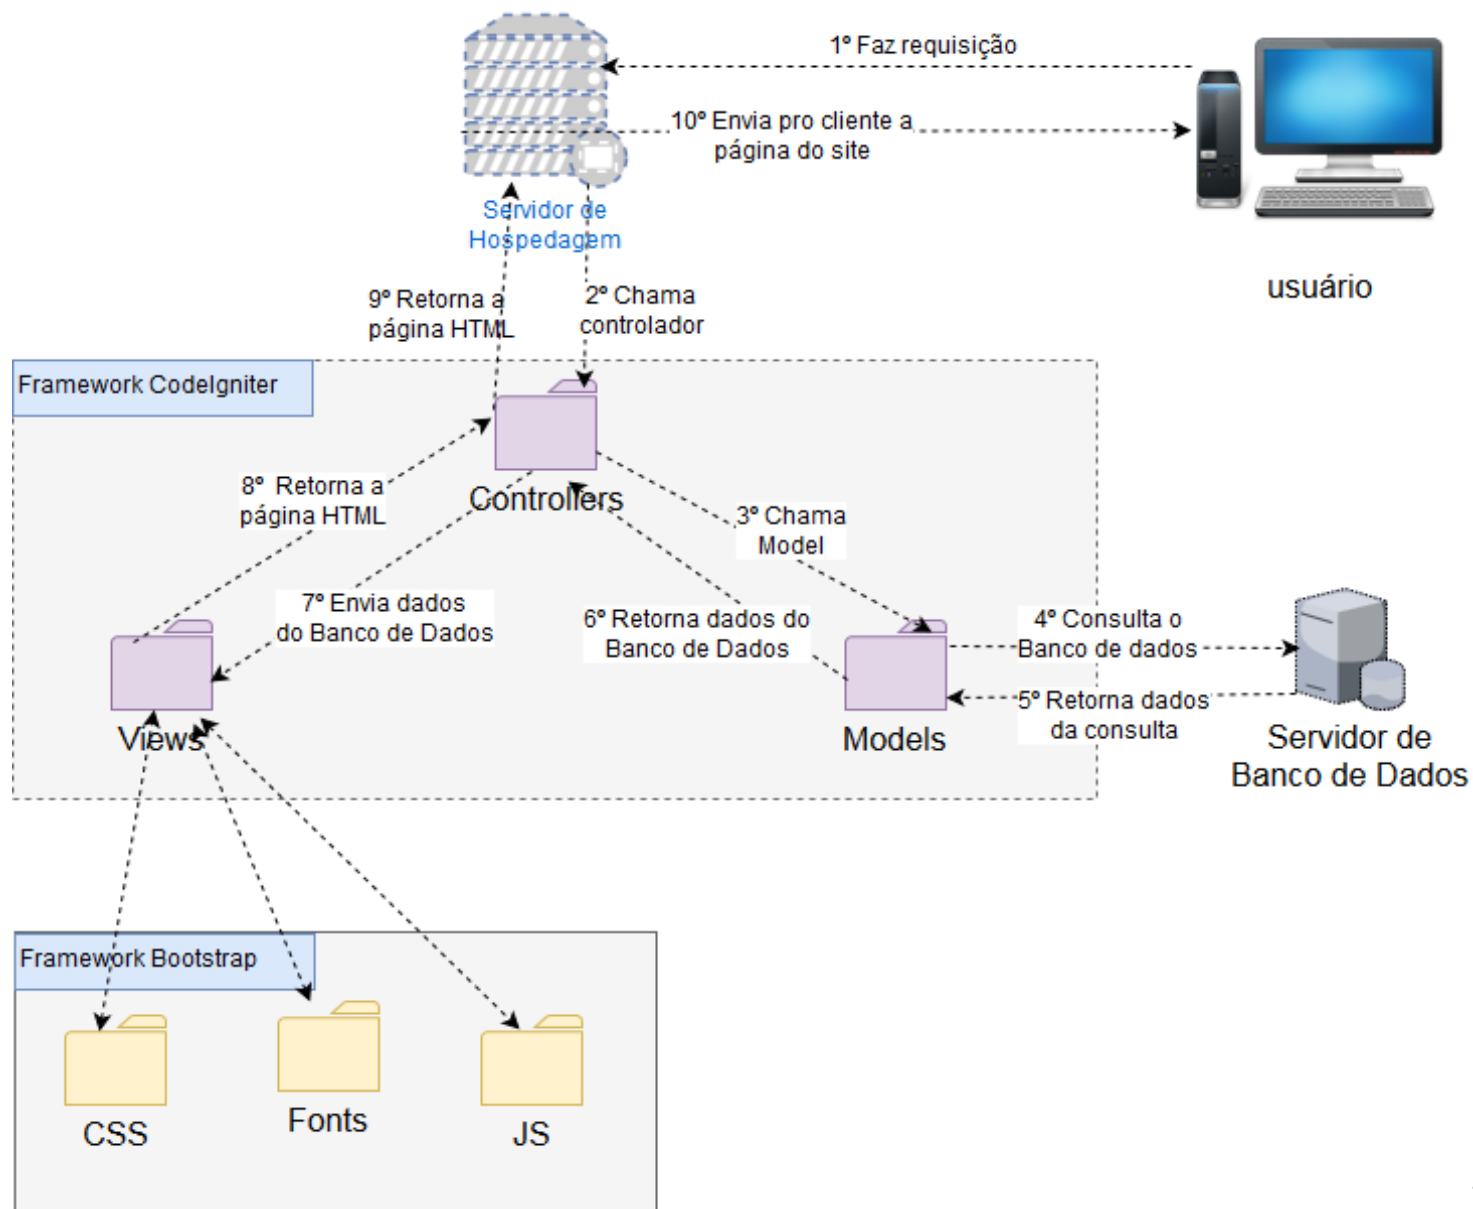 1º Faz requisição
10º Envia pro cliente a
página do site
Servidor de
Hospedagem
usuário
9º Retorna a
página HTML
2º Chama
controlador
Framework CodeIgniter
8º Retorna a
página HTML
Controllers
3º Chama
Model
7º Envia dados
do Banco de Dados
6º Retorna dados do
Banco de Dados
4º Consulta o
Banco de dados
5º Retorna dados
da consulta
Views
Models
Servidor de
Banco de Dados
Framework Bootstrap
CSS
Fonts
JS